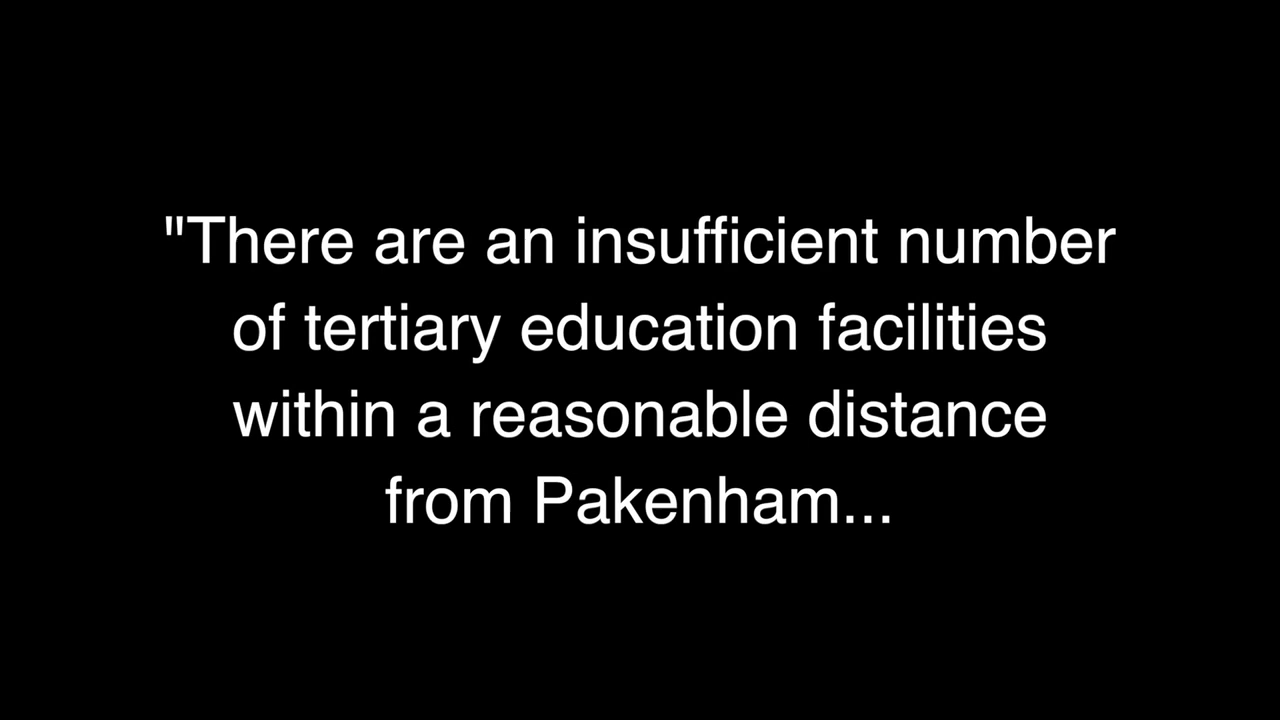 "There are an insufficient number
of tertiary education facilities
within a reasonable distance
from Pakenham...